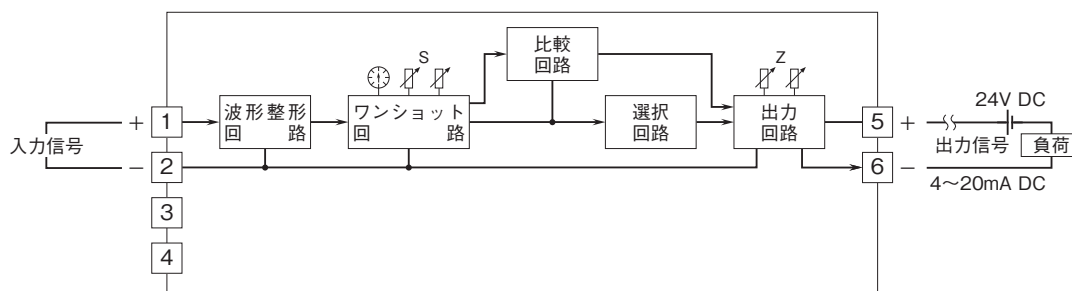 比較
回路
S
Z
波形整形
回　　路
ワンショット
回　　　　路
選択
回路
出力
回路
24V DC
入力信号
+
1
−
2
3
4
5
+
6
−
出力信号
負荷
4〜20mA DC